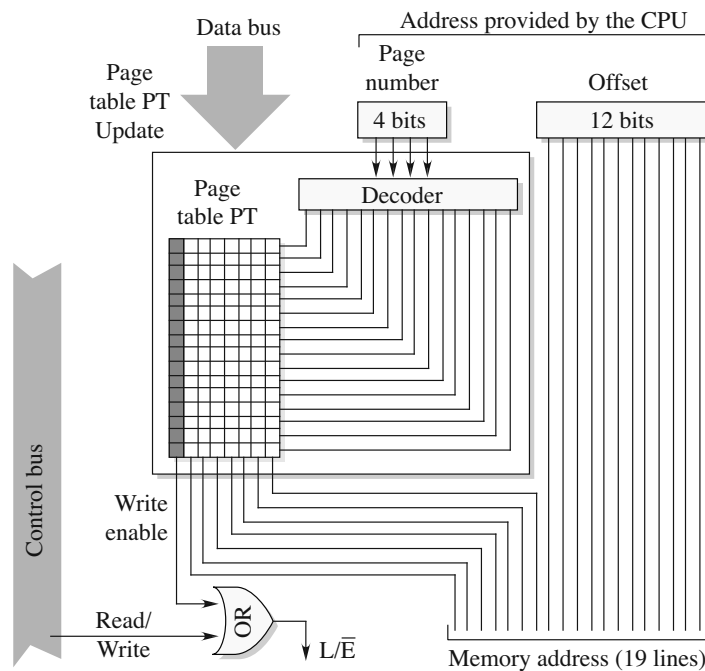 Address provided by the CPU
Data bus
Page
number
Offset
Page
table PT
Update
4 bits
12 bits
Page
table PT
Decoder
Control bus
Write
enable
OR
Read/
Write
L/E̅
Memory address (19 lines)